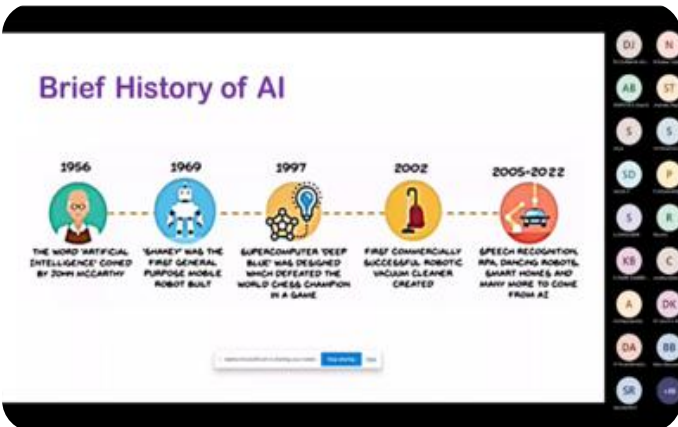 Brief History of AI
1956
1969
1997
2002
2005-2022
THE WORD 'ARTIFICIAL
INTELLIGENCE' COINED
BY JOHN MCCARTHY
'SHAKEY' WAS THE
FIRST GENERAL
PURPOSE MOBILE
ROBOT BUILT
SUPERCOMPUTER 'DEEP
BLUE' WAS DESIGNED
WHICH DEFEATED THE
WORLD CHESS CHAMPION
IN A GAME
FIRST COMMERCIALLY
SUCCESSFUL ROBOTIC
VACUUM CLEANER
CREATED
SPEECH RECOGNITION,
RPA, DANCING ROBOTS,
SMART HOMES AND
MANY MORE TO COME
FROM AI
Stop sharing
DJ
N
AB
ST
S
S
SD
P
S
R
KB
C
A
DK
DA
BB
SR